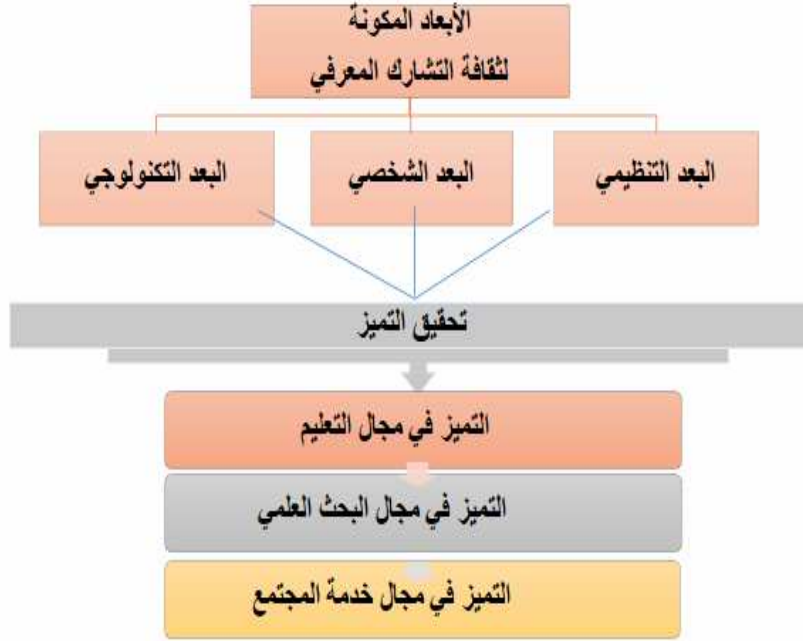 الأبعاد المكونة
لثقافة التشارك المعرفي
البعد التنظيمي
البعد الشخصي
البعد التكنولوجي
تحقيق التميز
التميز في مجال التعليم
التميز في مجال البحث العلمي
التميز في مجال خدمة المجتمع